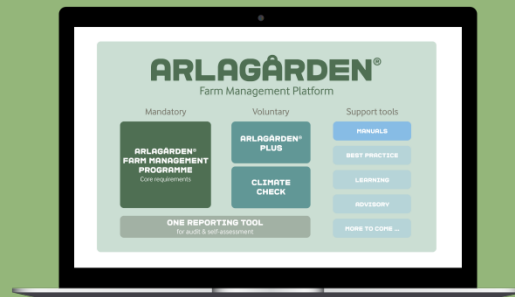 ARLAGÅRDEN®
Farm Management Platform
Mandatory
Voluntary
Support tools
ARLAGÅRDEN®
FARM MANAGEMENT
PROGRAMME
Core requirements
ARLAGÅRDEN®
PLUS
CLIMATE
CHECK
MANUALS
BEST PRACTICE
LEARNING
ADVISORY
MORE TO COME ...
ONE REPORTING TOOL
for audit & self assessment